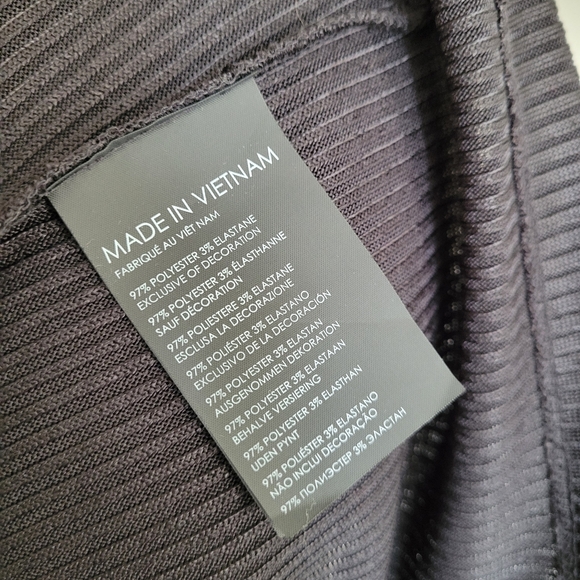 MADE IN VIETNAM
FABRIQUÉ AU VIÊT NAM
97% POLYESTER 3% ELASTANE
EXCLUSIVE OF DECORATION
97% POLYESTER 3% ÉLASTHANNE
SAUF DÉCORATION
97% POLIESTERE 3% ELASTANE
ESCLUSA LA DECORAZIONE
97% POLIÉSTER 3% ELASTANO
EXCLUSIVO DE LA DECORACIÓN
97% POLYESTER 3% ELASTAN
AUSGENOMMEN DEKORATION
97% POLYESTER 3% ELASTAAN
BEHALVE VERSIERING
97% POLYESTER 3% ELASTHAN
UDEN PYNT
97% POLIÉSTER 3% ELASTANO
NÃO INCLUI DECORAÇÃO
97% ПОЛИЭСТЕР 3% ЭЛАСТАН